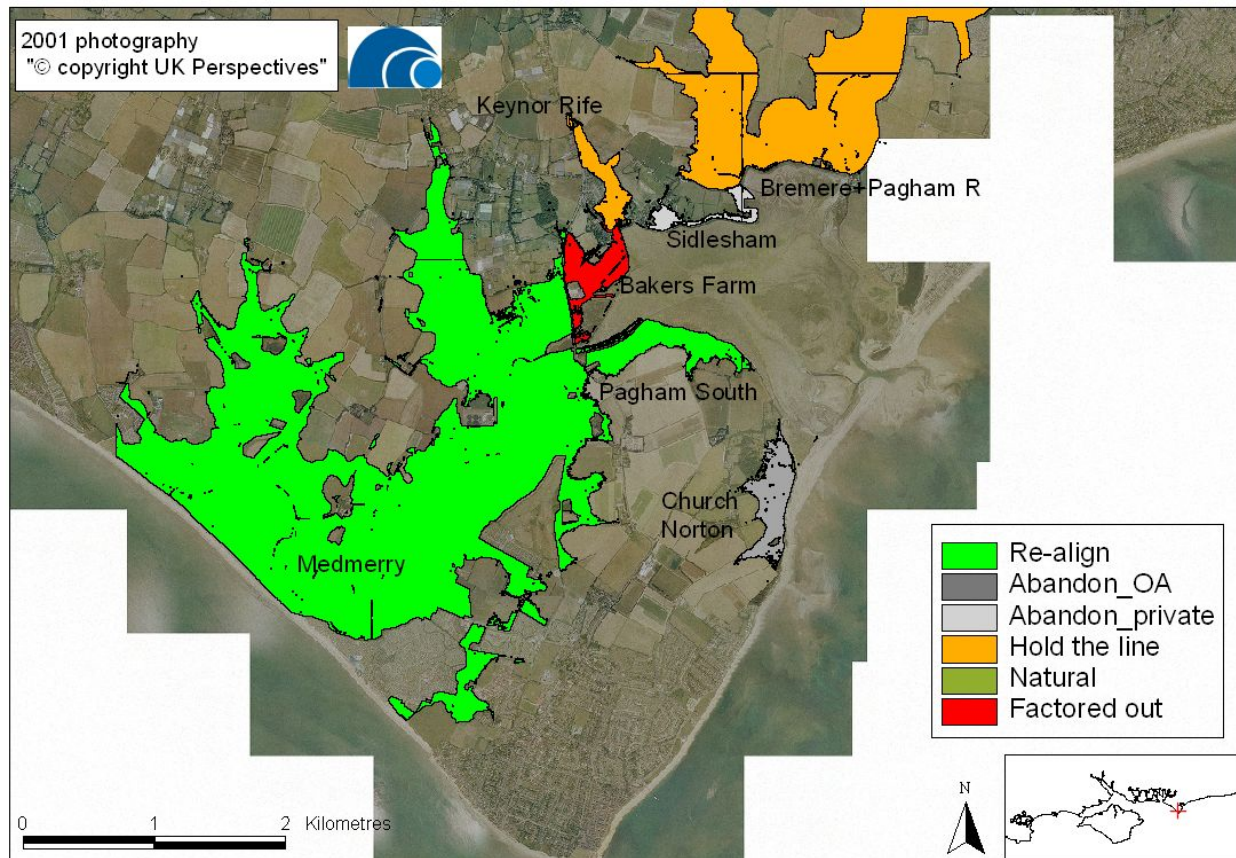 2001 photography
"© copyright UK Perspectives"
Keynor Rife
Bremere+Pagham R
Sidlesham
Bakers Farm
Pagham South
Church
Norton
Medmerry
Re-align
Abandon_OA
Abandon_private
Hold the line
Natural
Factored out
N
0 1 2 Kilometres